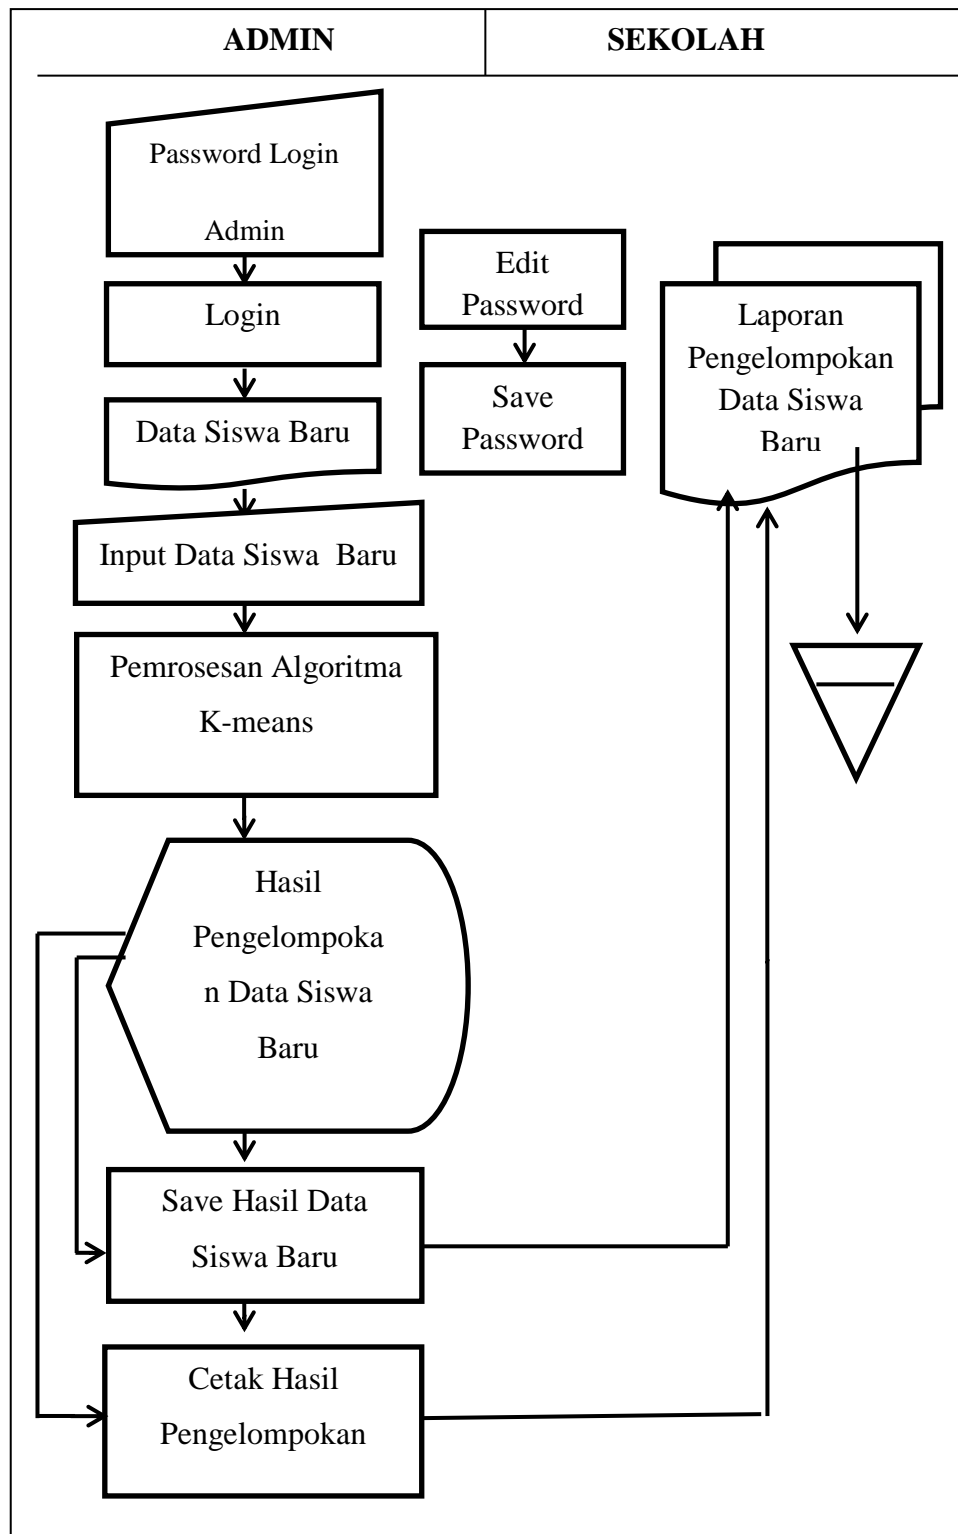 ADMIN
SEKOLAH
Password Login
Admin
Login
Data Siswa Baru
Input Data Siswa  Baru
Pemrosesan Algoritma
K-means
Hasil
Pengelompoka
n Data Siswa
Baru
Save Hasil Data
Siswa Baru
Cetak Hasil
Pengelompokan
Edit
Password
Save
Password
Laporan
Pengelompokan
Data Siswa
Baru